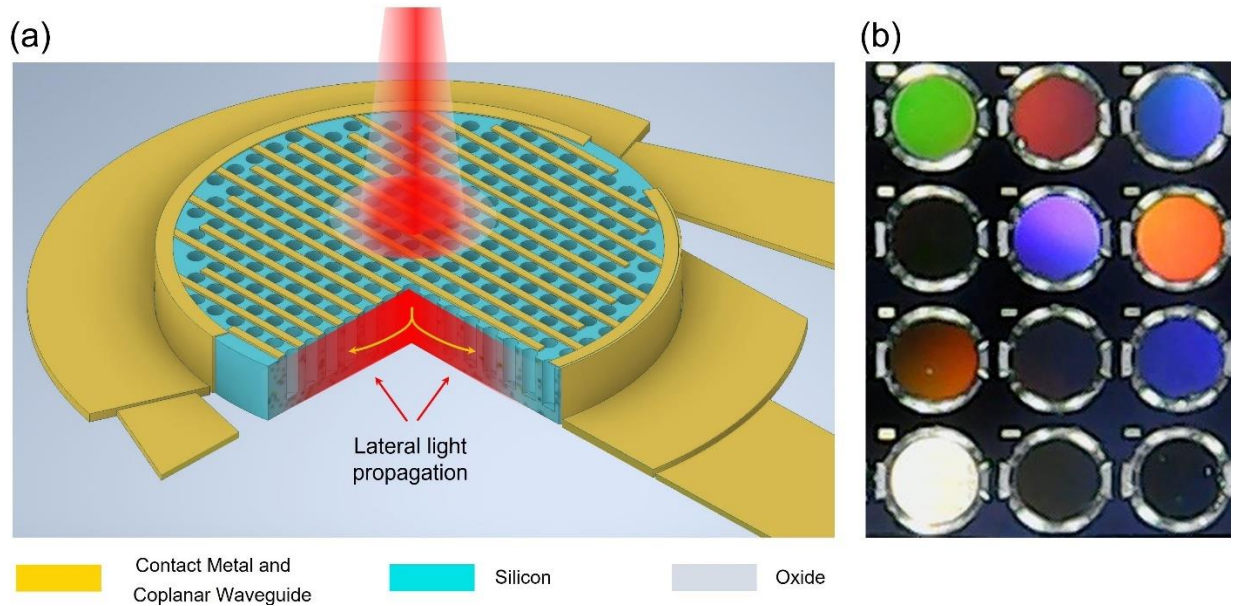 (a)
(b)
Lateral light
propagation
Contact Metal and
Coplanar Waveguide
Silicon
Oxide